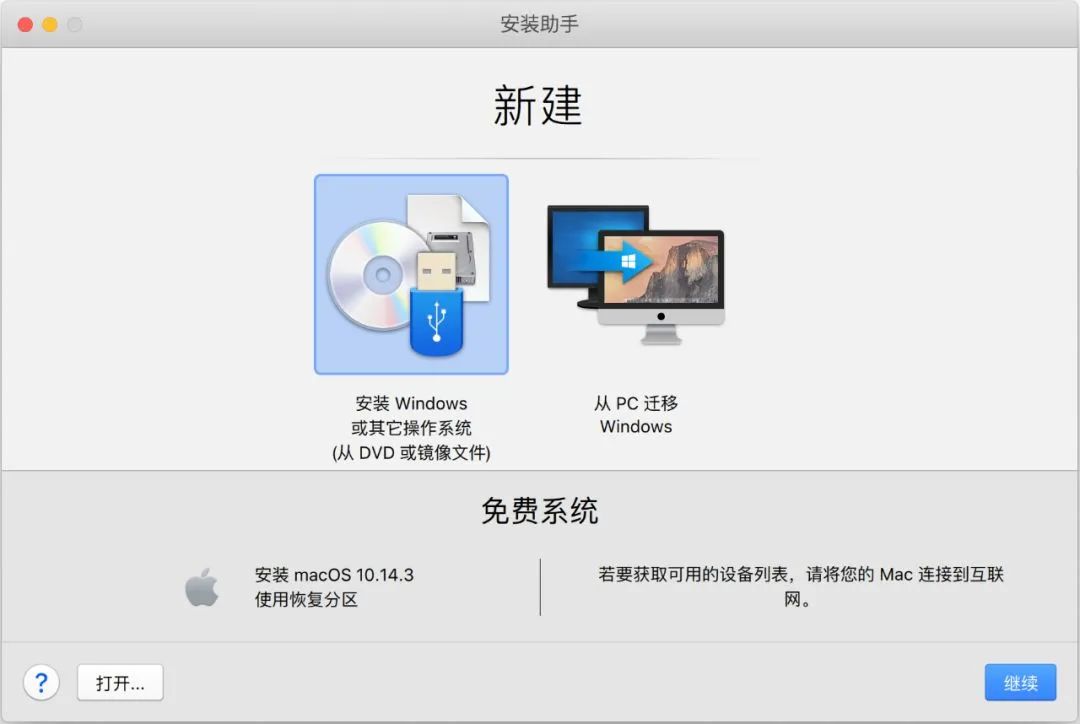 安装助手
新建
安装 Windows
或其它操作系统
(从 DVD 或镜像文件)
从 PC 迁移
Windows
免费系统
安装 macOS 10.14.3
使用恢复分区
若要获取可用的设备列表，请将您的 Mac 连接到互联
网。
?
打开...
继续